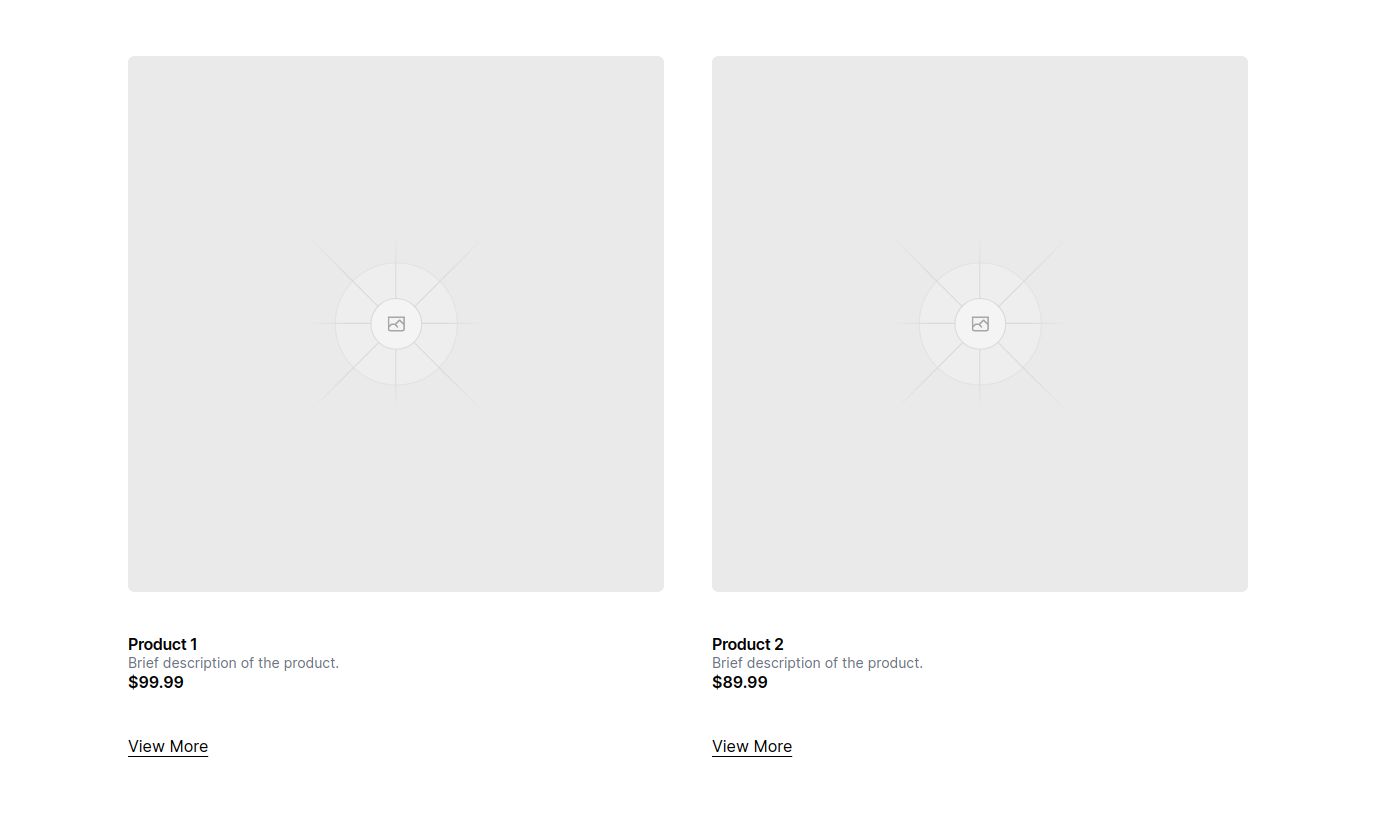 Product 1
Brief description of the product.
$99.99
View More
Product 2
Brief description of the product.
$89.99
View More